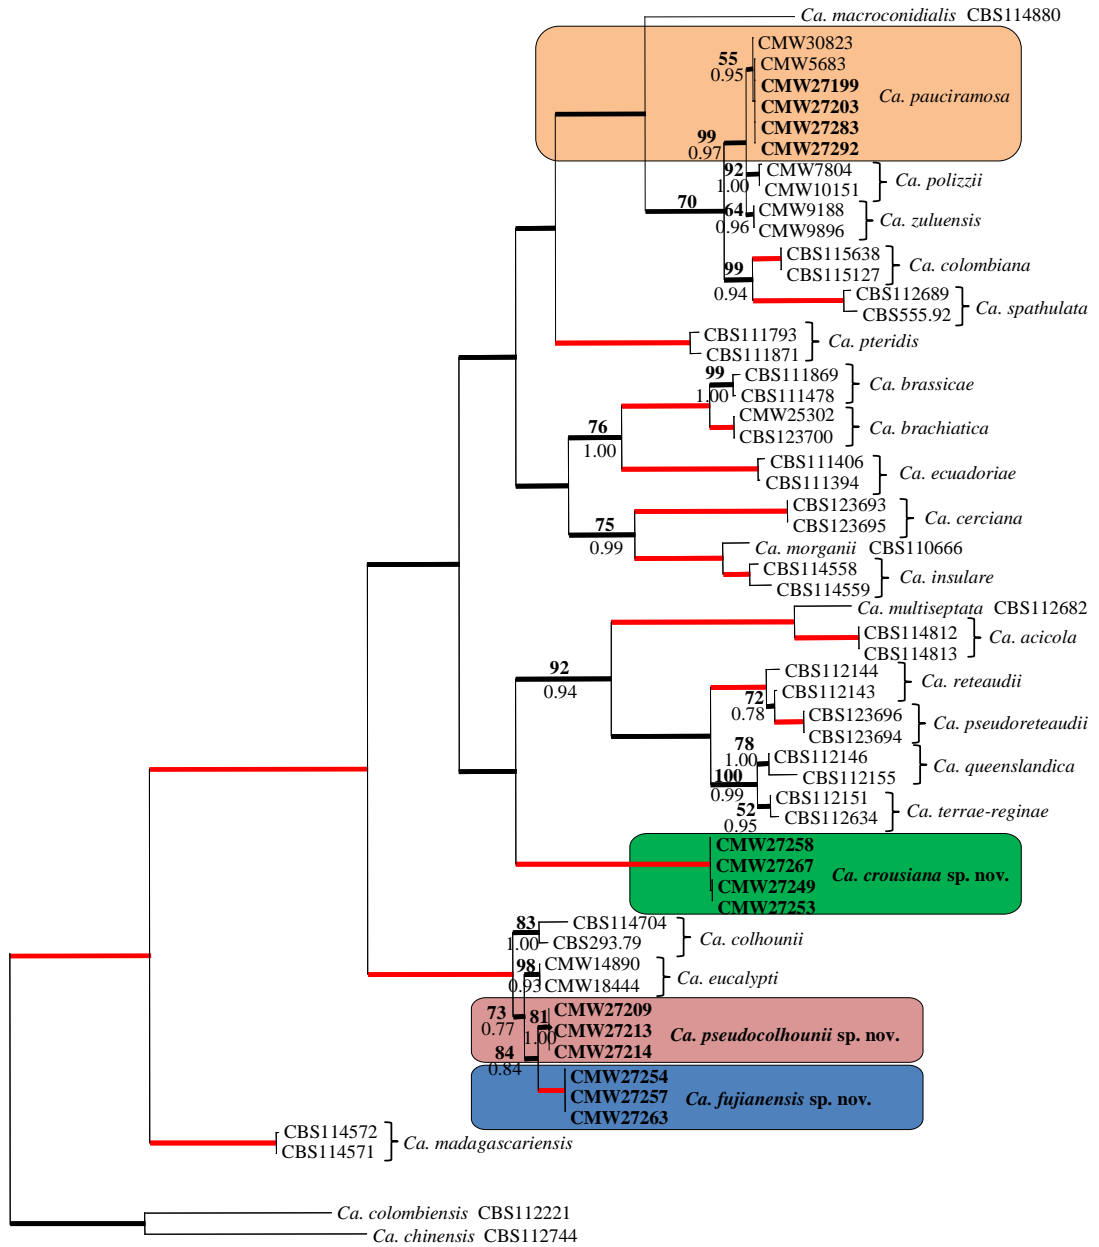 Ca. macroconidialis CBS114880
CMW30823
55
CMW5683
0.95
CMW27199
Ca. pauciramosa
CMW27203
CMW27283
99
CMW27292
0.97
92
CMW7804
Ca. polizzii
1.00
CMW10151
70
64
CMW9188
Ca. zuluensis
0.96
CMW9896
CBS115638
Ca. colombiana
99
CBS115127
0.94
CBS112689
Ca. spathulata
CBS555.92
CBS111793
Ca. pteridis
CBS111871
99
CBS111869
Ca. brassicae
1.00
CBS111478
CMW25302
76
Ca. brachiatica
CBS123700
1.00
CBS111406
Ca. ecuadoriae
CBS111394
CBS123693
Ca. cerciana
75
CBS123695
0.99
Ca. morganii CBS110666
CBS114558
Ca. insulare
CBS114559
Ca. multiseptata CBS112682
CBS114812
Ca. acicola
CBS114813
92
0.94
CBS112144
Ca. reteaudii
72
CBS112143
0.78
CBS123696
Ca. pseudoreteaudii
CBS123694
78
1.00
CBS112146
Ca. queenslandica
100
CBS112155
0.99
CBS112151
Ca. terrae-reginae
52
CBS112634
0.95
CMW27258
CMW27267
Ca. crousiana sp. nov.
CMW27249
CMW27253
83
CBS114704
1.00
CBS293.79
Ca. colhounii
98
CMW14890
Ca. eucalypti
0.93
CMW18444
73
81
CMW27209
0.77
1.00
CMW27213
Ca. pseudocolhounii sp. nov.
84
CMW27214
0.84
CMW27254
CMW27257
Ca. fujianensis sp. nov.
CMW27263
CBS114572
Ca. madagascariensis
CBS114571
Ca. colombiensis CBS112221
Ca. chinensis CBS112744